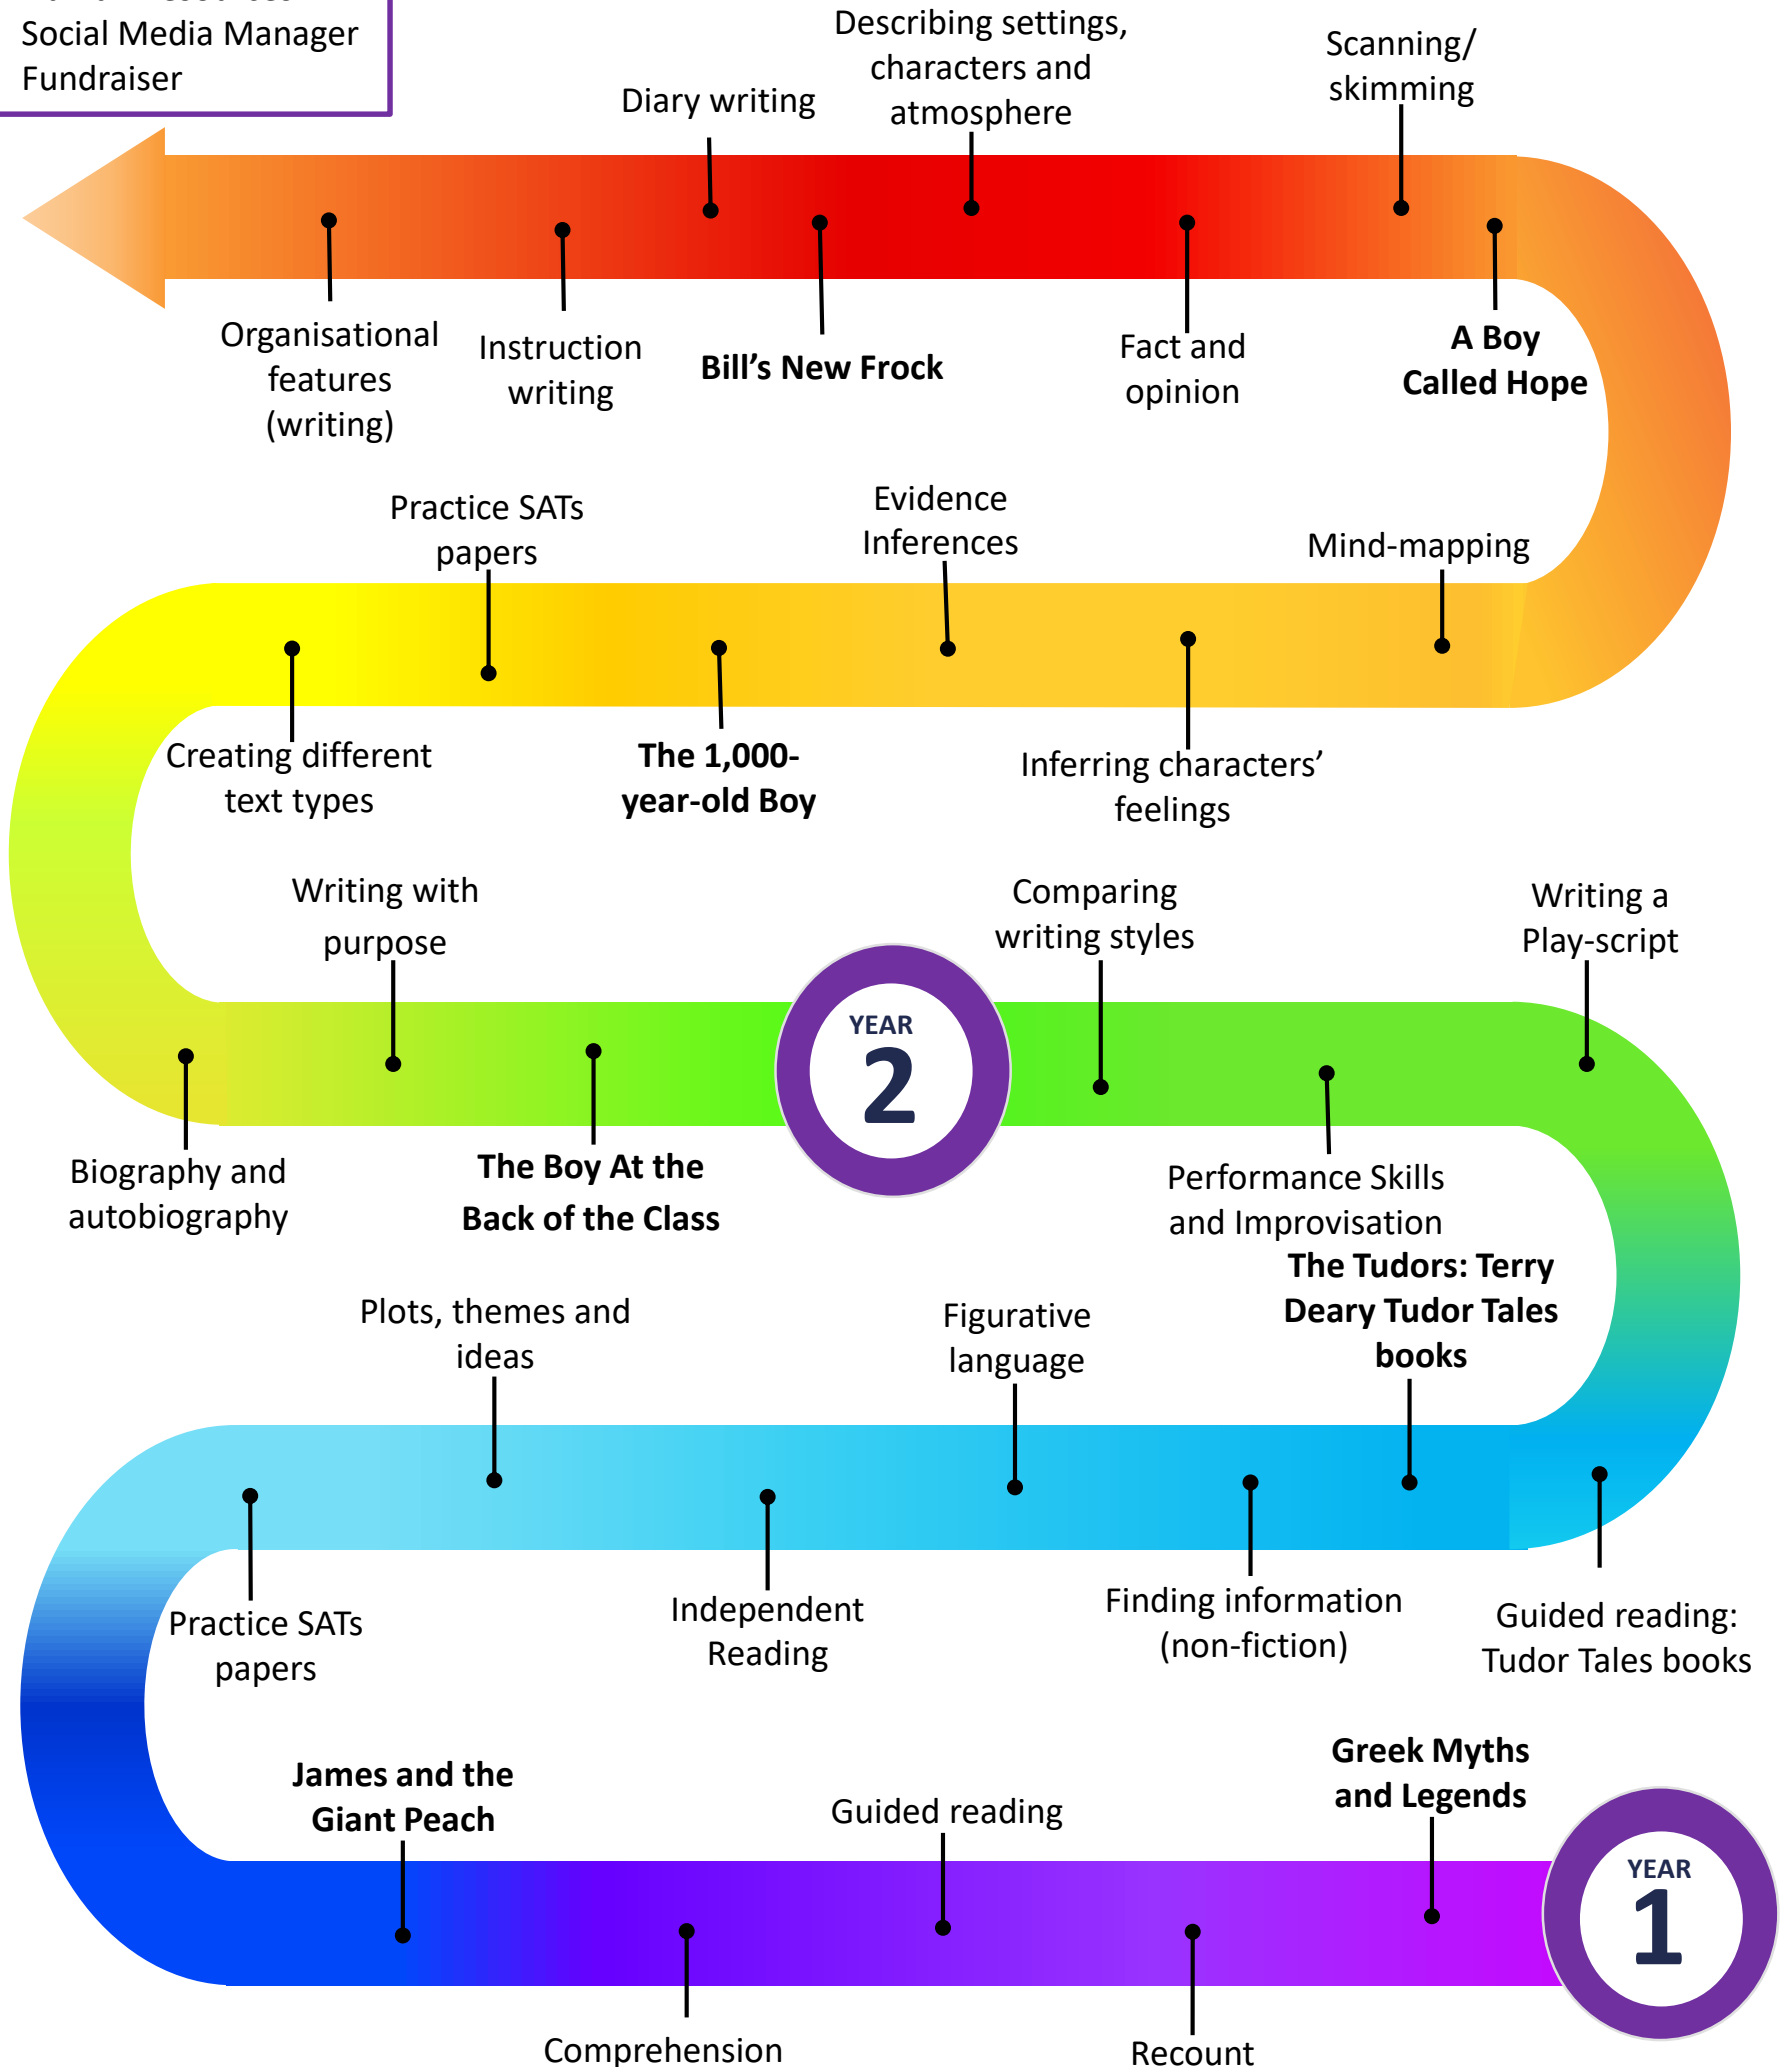 Social Media Manager
Fundraiser
Diary writing
Describing settings,
characters and
atmosphere
Scanning/
skimming
Organisational
features
(writing)
Instruction
writing
Bill's New Frock
Fact and
opinion
A Boy
Called Hope
Practice SATs
papers
Evidence
Inferences
Mind-mapping
Creating different
text types
The 1,000-
year-old Boy
Inferring characters'
feelings
Writing with
purpose
Comparing
writing styles
Writing a
Play-script
YEAR
2
Biography and
autobiography
The Boy At the
Back of the Class
Performance Skills
and Improvisation
The Tudors: Terry
Deary Tudor Tales
books
Plots, themes and
ideas
Figurative
language
Practice SATs
papers
Independent
Reading
Finding information
(non-fiction)
Guided reading:
Tudor Tales books
James and the
Giant Peach
Guided reading
Greek Myths
and Legends
YEAR
1
Comprehension
Recount